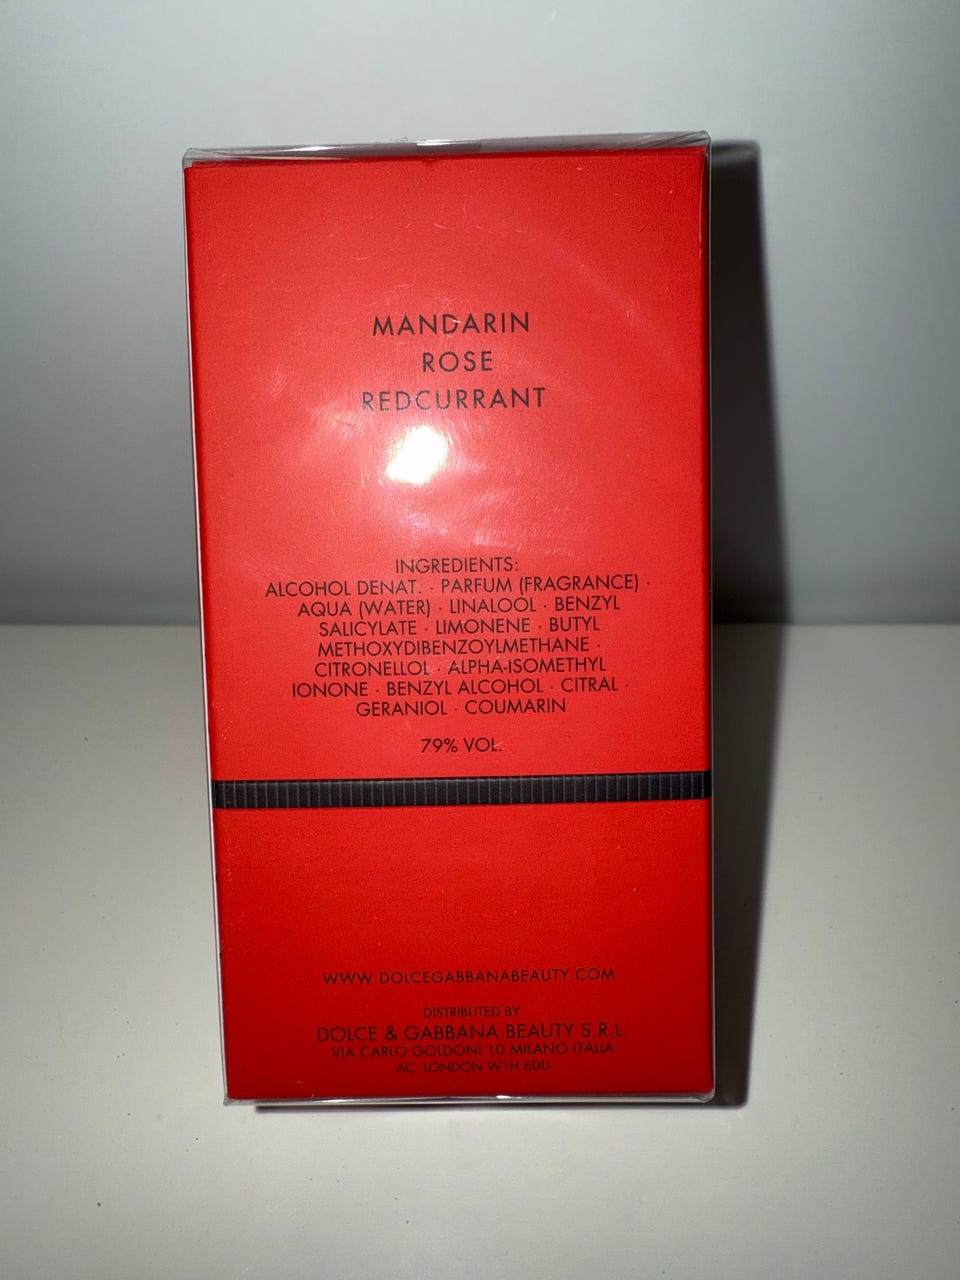 MANDARIN
ROSE
REDCURRANT
INGREDIENTS:
ALCOHOL DENAT. · PARFUM (FRAGRANCE) ·
AQUA (WATER) · LINALOOL · BENZYL
SALICYLATE · LIMONENE · BUTYL
METHOXYDIBENZOYLMETHANE ·
CITRONELLOL · ALPHA-ISOMETHYL
IONONE · BENZYL ALCOHOL · CITRAL ·
GERANIOL · COUMARIN
79% VOL.
WWW.DOLCEGABBANABEAUTY.COM
DISTRIBUTED BY
DOLCE & GABBANA BEAUTY S.R.L.
VIA CARLO GOLDONI 10 MILANO ITALIA
AC LONDON W1H 6DU